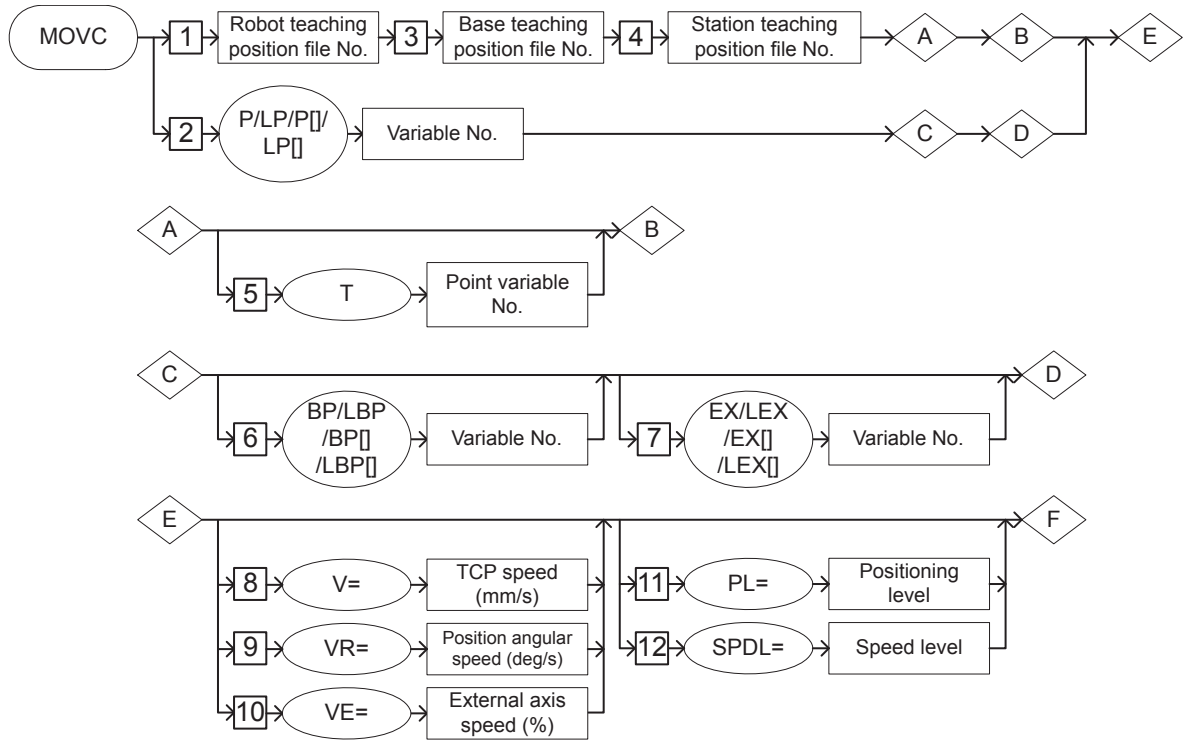 MOVC
1
Robot teaching
position file No.
3
Base teaching
position file No.
4
Station teaching
position file No.
A
B
E
2
P/LP/P[]/
LP[]
Variable No.
C
D
A
B
5
T
Point variable
No.
C
D
6
BP/LBP
/BP[]
/LBP[]
Variable No.
7
EX/LEX
/EX[]
/LEX[]
Variable No.
E
F
8
V=
TCP speed
(mm/s)
11
PL=
Positioning
level
9
VR=
Position angular
speed (deg/s)
12
SPDL=
Speed level
10
VE=
External axis
speed (%)